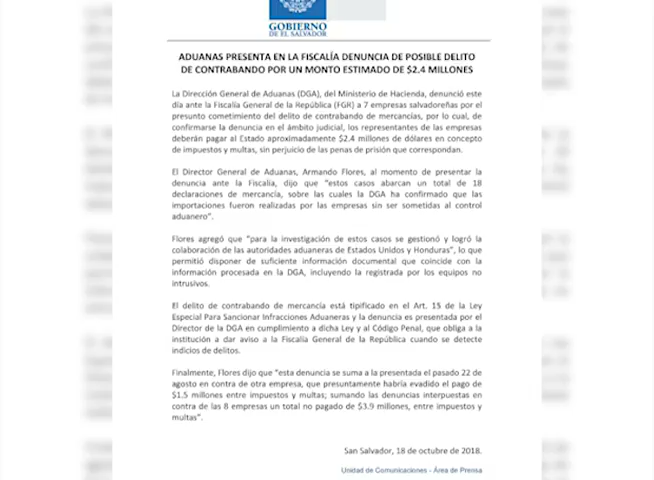 GOBIERNO
DE EL SALVADOR
ADUANAS PRESENTA EN LA FISCALÍA DENUNCIA DE POSIBLE DELITO
DE CONTRABANDO POR UN MONTO ESTIMADO DE $2.4 MILLONES
La Dirección General de Aduanas (DGA), del Ministerio de Hacienda, denunció este
día ante la Fiscalía General de la República (FGR) a 7 empresas salvadoreñas por el
presunto cometimiento del delito de contrabando de mercancías, por lo cual, de
confirmarse la denuncia en el ámbito judicial, los representantes de las empresas
deberán pagar al Estado aproximadamente $2.4 millones de dólares en concepto
de impuestos y multas, sin perjuicio de las penas de prisión que correspondan.
El Director General de Aduanas, Armando Flores, al momento de presentar la
denuncia ante la Fiscalía, dijo que "estos casos abarcan un total de 18
declaraciones de mercancía, sobre las cuales la DGA ha confirmado que las
importaciones fueron realizadas por las empresas sin ser sometidas al control
aduanero".
Flores agregó que "para la investigación de estos casos se gestionó y logró la
colaboración de las autoridades aduaneras de Estados Unidos y Honduras", lo que
permitió disponer de suficiente información documental que coincide con la
información procesada en la DGA, incluyendo la registrada por los equipos no
intrusivos.
El delito de contrabando de mercancía está tipificado en el Art. 15 de la Ley
Especial Para Sancionar Infracciones Aduaneras y la denuncia es presentada por el
Director de la DGA en cumplimiento a dicha Ley y al Código Penal, que obliga a la
institución a dar aviso a la Fiscalía General de la República cuando se detecte
indicios de delitos.
Finalmente, Flores dijo que "esta denuncia se suma a la presentada el pasado 22 de
agosto en contra de otra empresa, que presuntamente habría evadido el pago de
$1.5 millones entre impuestos y multas; sumando las denuncias interpuestas en
contra de las 8 empresas un total no pagado de $3.9 millones, entre impuestos y
multas".
San Salvador, 18 de octubre de 2018.
Unidad de Comunicaciones - Área de Prensa